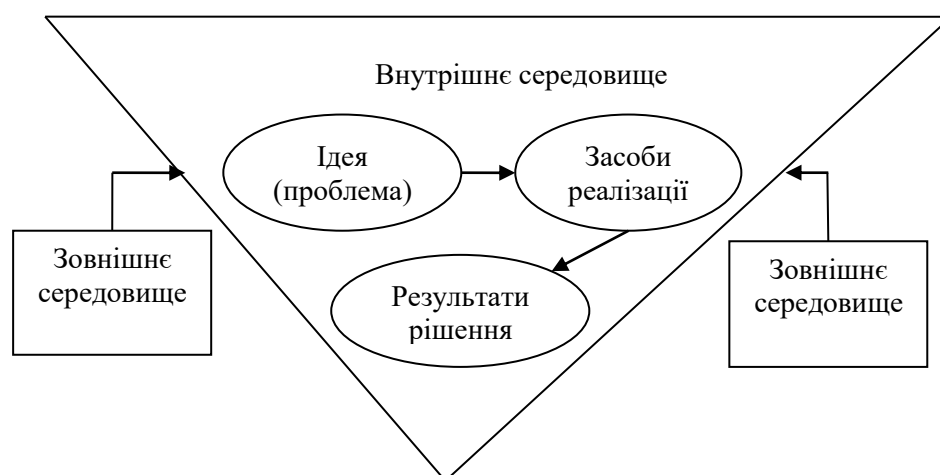 Внутрішнє середовище
Ідея
(проблема)
Засоби
реалізації
Зовнішнє
середовище
Результати
рішення
Зовнішнє
середовище